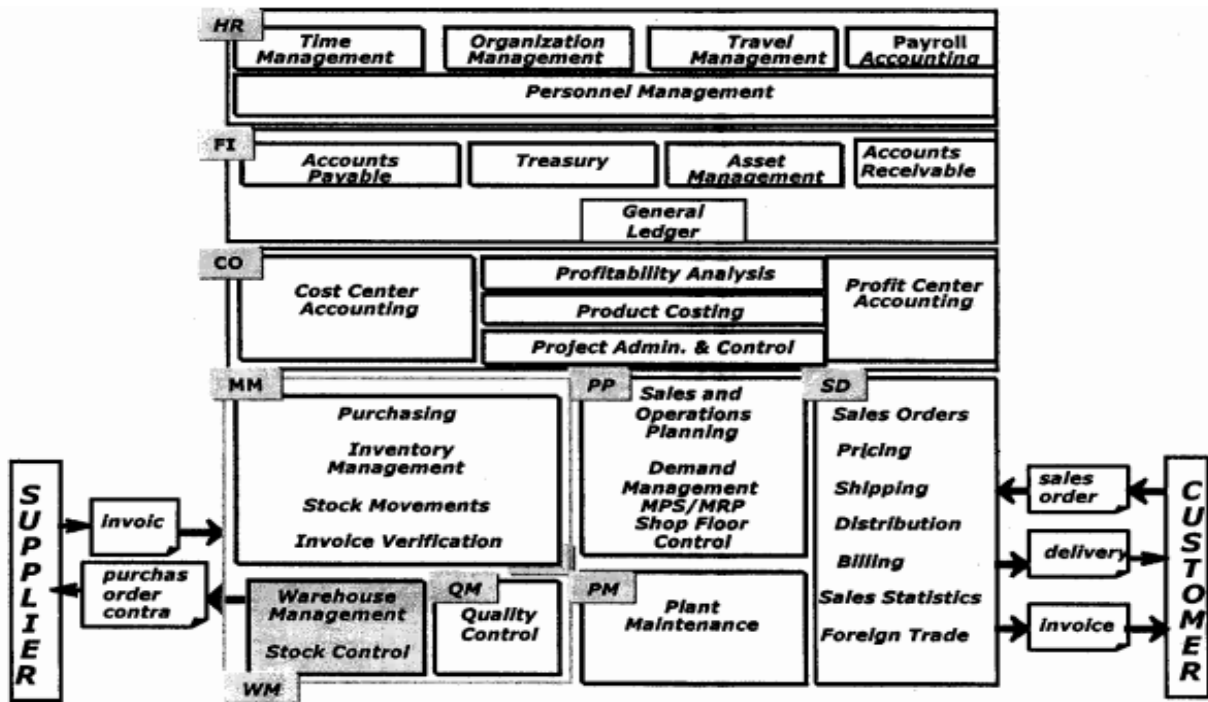 HR
Time
Management
Organization
Management
Travel
Management
Payroll
Accounting
Personnel Management
FI
Accounts
Payable
Treasury
Asset
Management
Accounts
Receivable
General
Ledger
CO
Cost Center
Accounting
Profitability Analysis
Product Costing
Project Admin. & Control
Profit Center
Accounting
MM
Purchasing
Inventory
Management
Stock Movements
Invoice Verification
PP
Sales and
Operations
Planning
Demand
Management
MPS/MRP
Shop Floor
Control
SD
Sales Orders
Pricing
Shipping
Distribution
Billing
Sales Statistics
Foreign Trade
SUPPLIER
invoic
purchas
order
contra
Warehouse
Management
Stock Control
WM
QM
Quality
Control
PM
Plant
Maintenance
sales
order
delivery
invoice
CUSTOMER